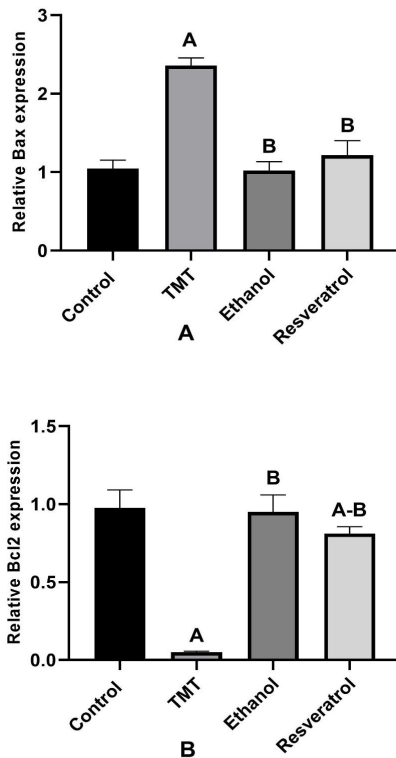 Relative Bax expression
3
2
1
0
A
B
B
Control
TMT
Ethanol
Resveratrol
A
Relative Bcl2 expression
1.5
1.0
0.5
0.0
A
B
A-B
Control
TMT
Ethanol
Resveratrol
B